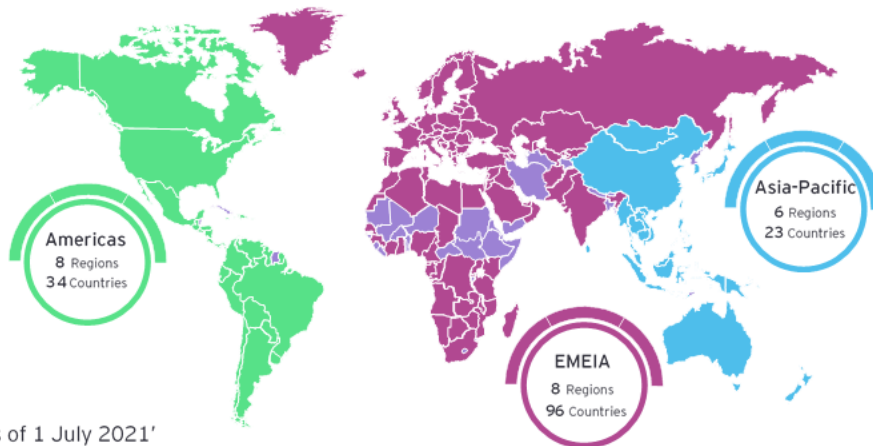 Americas
8 Regions
34 Countries
Asia-Pacific
6 Regions
23 Countries
EMEIA
8 Regions
96 Countries
of 1 July 2021’